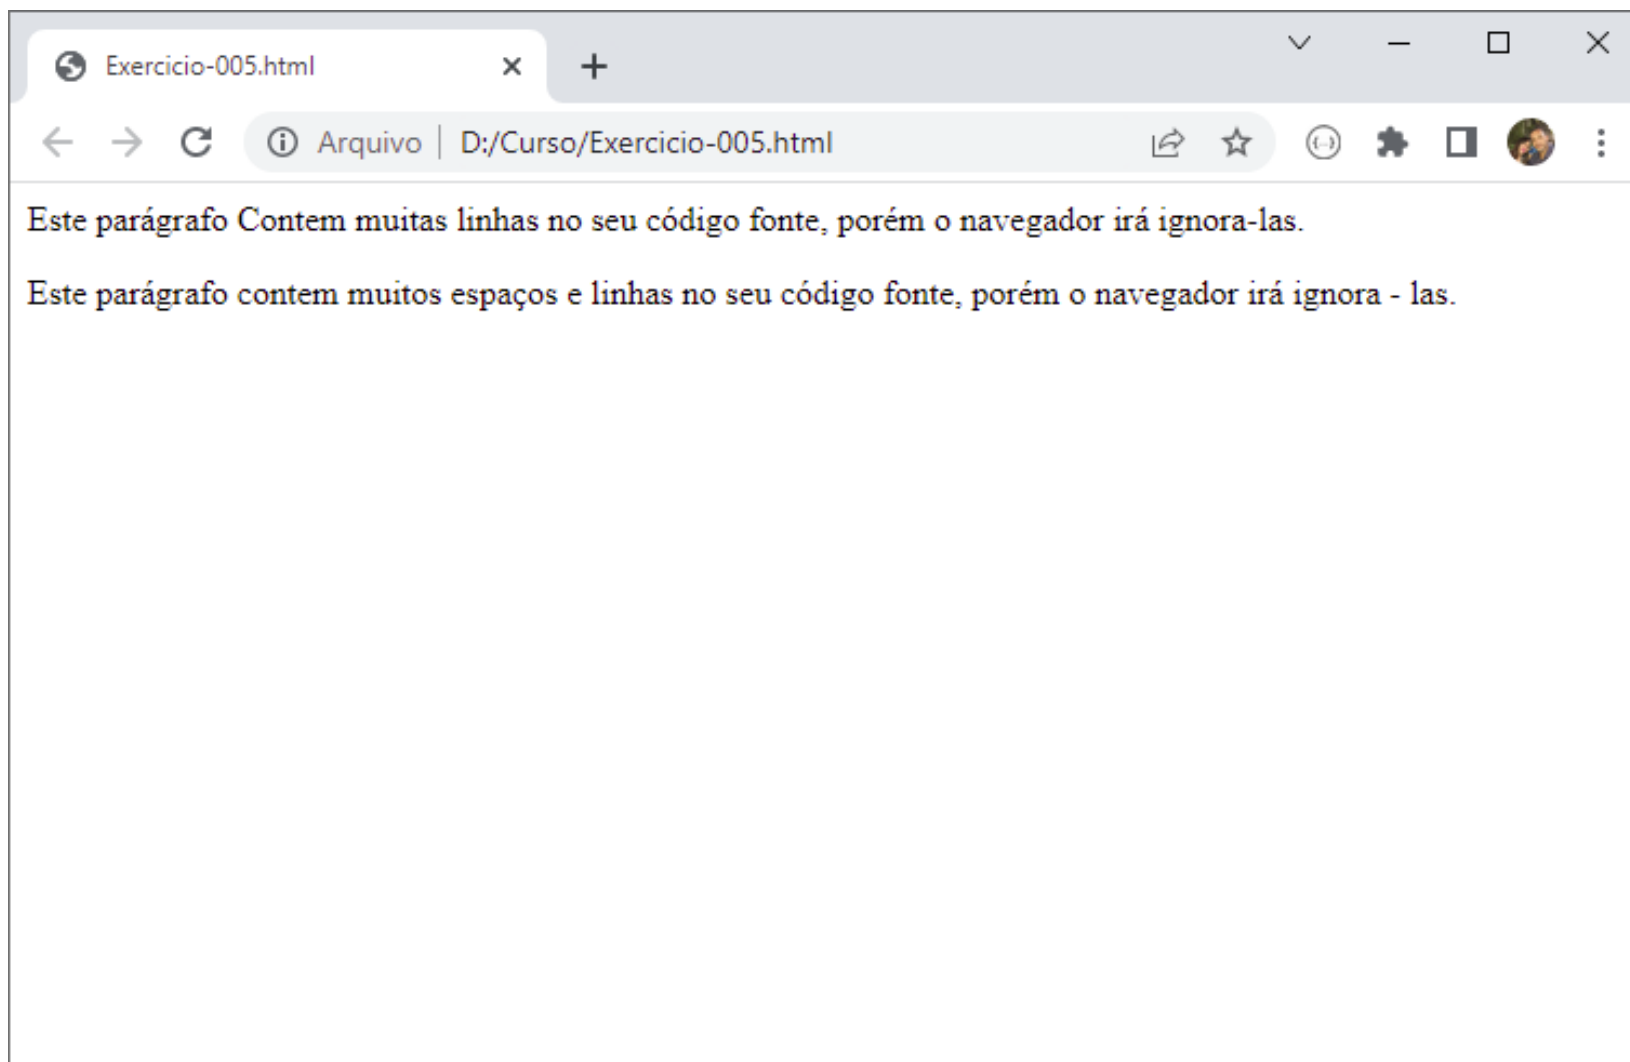 Exercicio-005.html
Arquivo D:/Curso/Exercicio-005.html
Este parágrafo Contem muitas linhas no seu código fonte, porém o navegador irá ignora-las.
Este parágrafo contem muitos espaços e linhas no seu código fonte, porém o navegador irá ignora - las.